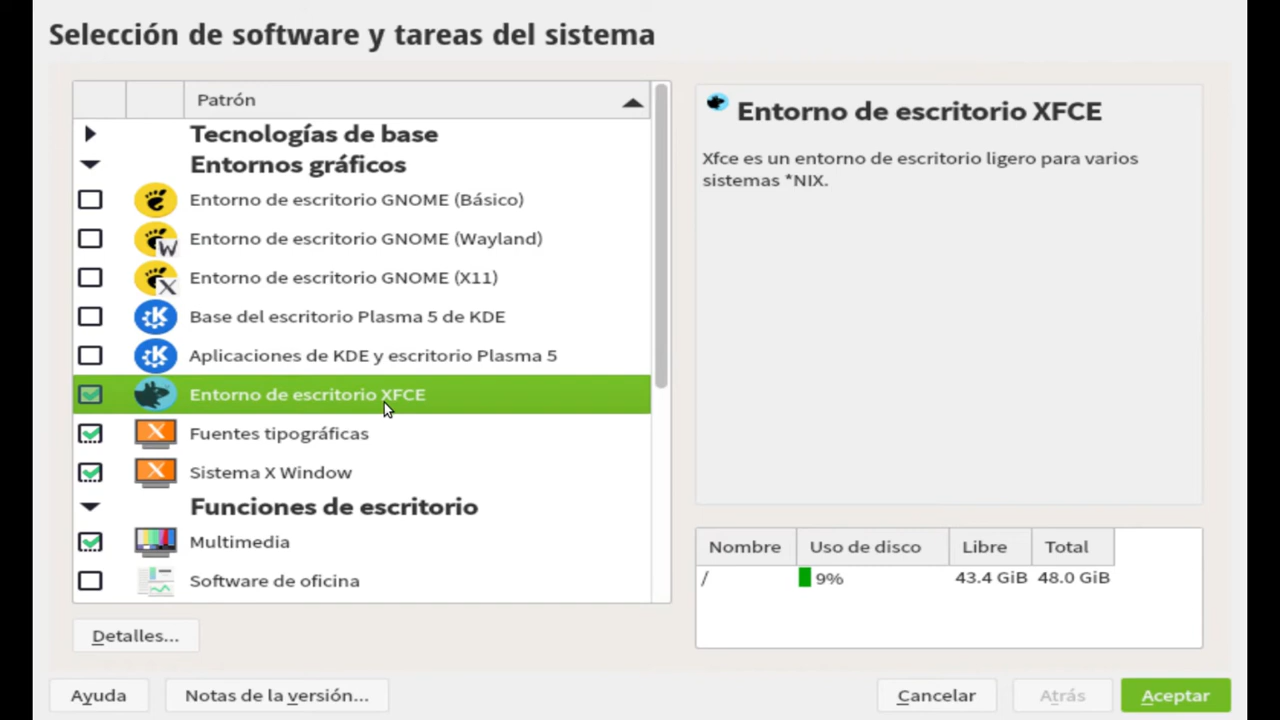 Selección de software y tareas del sistema
Patrón
Tecnologías de base
Entornos gráficos
Entorno de escritorio GNOME (Básico)
Entorno de escritorio GNOME (Wayland)
W
Entorno de escritorio GNOME (X11)
X
Base del escritorio Plasma 5 de KDE
Aplicaciones de KDE y escritorio Plasma 5
Entorno de escritorio XFCE
Fuentes tipográficas
Sistema X Window
Funciones de escritorio
Multimedia
Software de oficina
Detalles...
Entorno de escritorio XFCE
Xfce es un entorno de escritorio ligero para varios
sistemas *NIX.
Nombre Uso de disco Libre Total
/ 9% 43.4 GiB 48.0 GiB
Ayuda Notas de la versión... Cancelar Atrás Aceptar